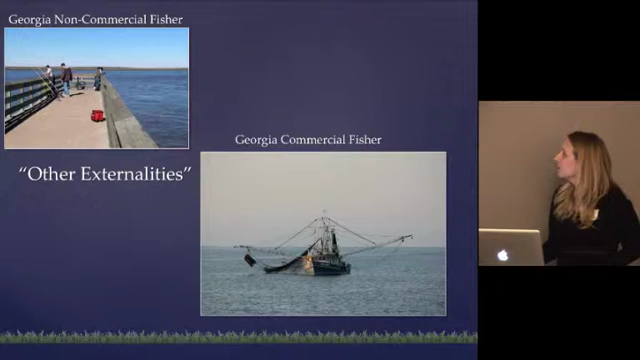 Georgia Non-Commercial Fisher
Georgia Commercial Fisher
“Other Externalities”